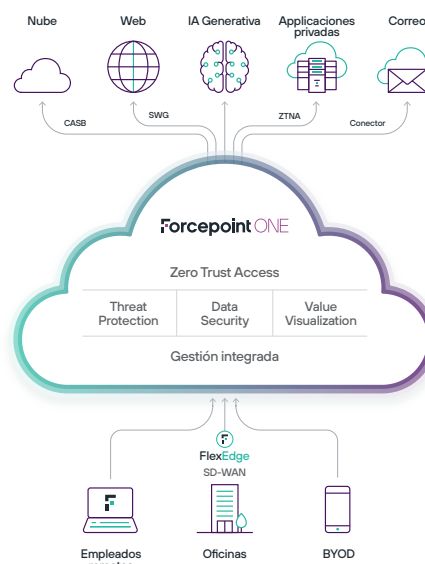 Nube
Web
IA Generativa
Applicaciones
privadas
Correo
CASB
SWG
ZTNA
Conector
Forcepoint ONE
Zero Trust Access
Threat
Protection
Data
Security
Value
Visualization
Gestión integrada
FlexEdge
SD-WAN
Empleados
Oficinas
BYOD